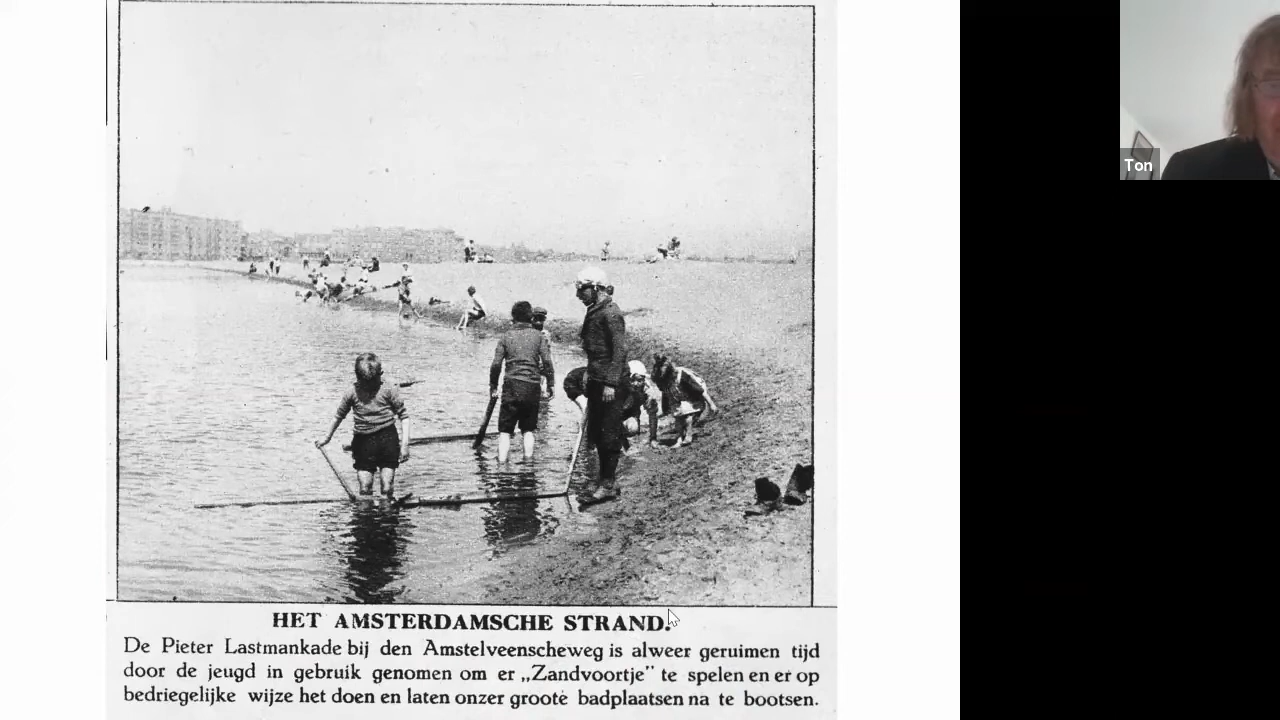 Ton
HET AMSTERDAMSCHE STRAND.
De Pieter Lastmankade bij den Amstelveenscheweg is alweer geruimen tijd
door de jeugd in gebruik genomen om er „Zandvoortje” te spelen en er op
bedriegelijke wijze het doen en laten onzer groote badplaatsen na te bootsen.